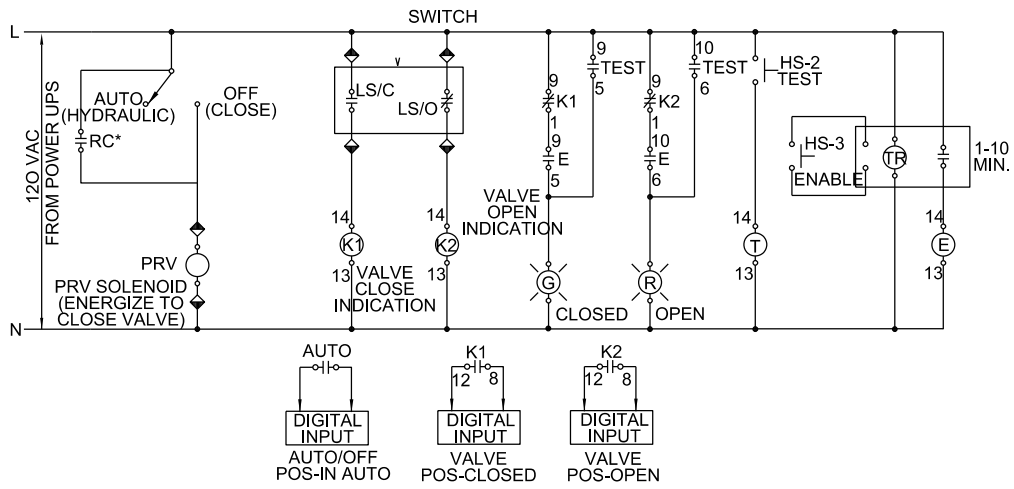 SWITCH
L
9
10
TEST
TEST
HS-2
TEST
5
6
9
9
AUTO
(HYDRAULIC)
OFF
(CLOSE)
LS/C
LS/O
K1
K2
1
1
RC*
9
10
E
E
5
6
HS-3
ENABLE
TR
1-10
MIN.
12O VAC
FROM POWER UPS
VALVE
OPEN
INDICATION
14
14
14
14
K1
K2
T
E
13
13
13
13
PRV
PRV SOLENOID
(ENERGIZE TO
CLOSE VALVE)
VALVE
CLOSE
INDICATION
G
R
CLOSED
OPEN
N
AUTO
K1
K2
12
8
12
8
DIGITAL
INPUT
DIGITAL
INPUT
DIGITAL
INPUT
AUTO/OFF
POS-IN AUTO
VALVE
POS-CLOSED
VALVE
POS-OPEN